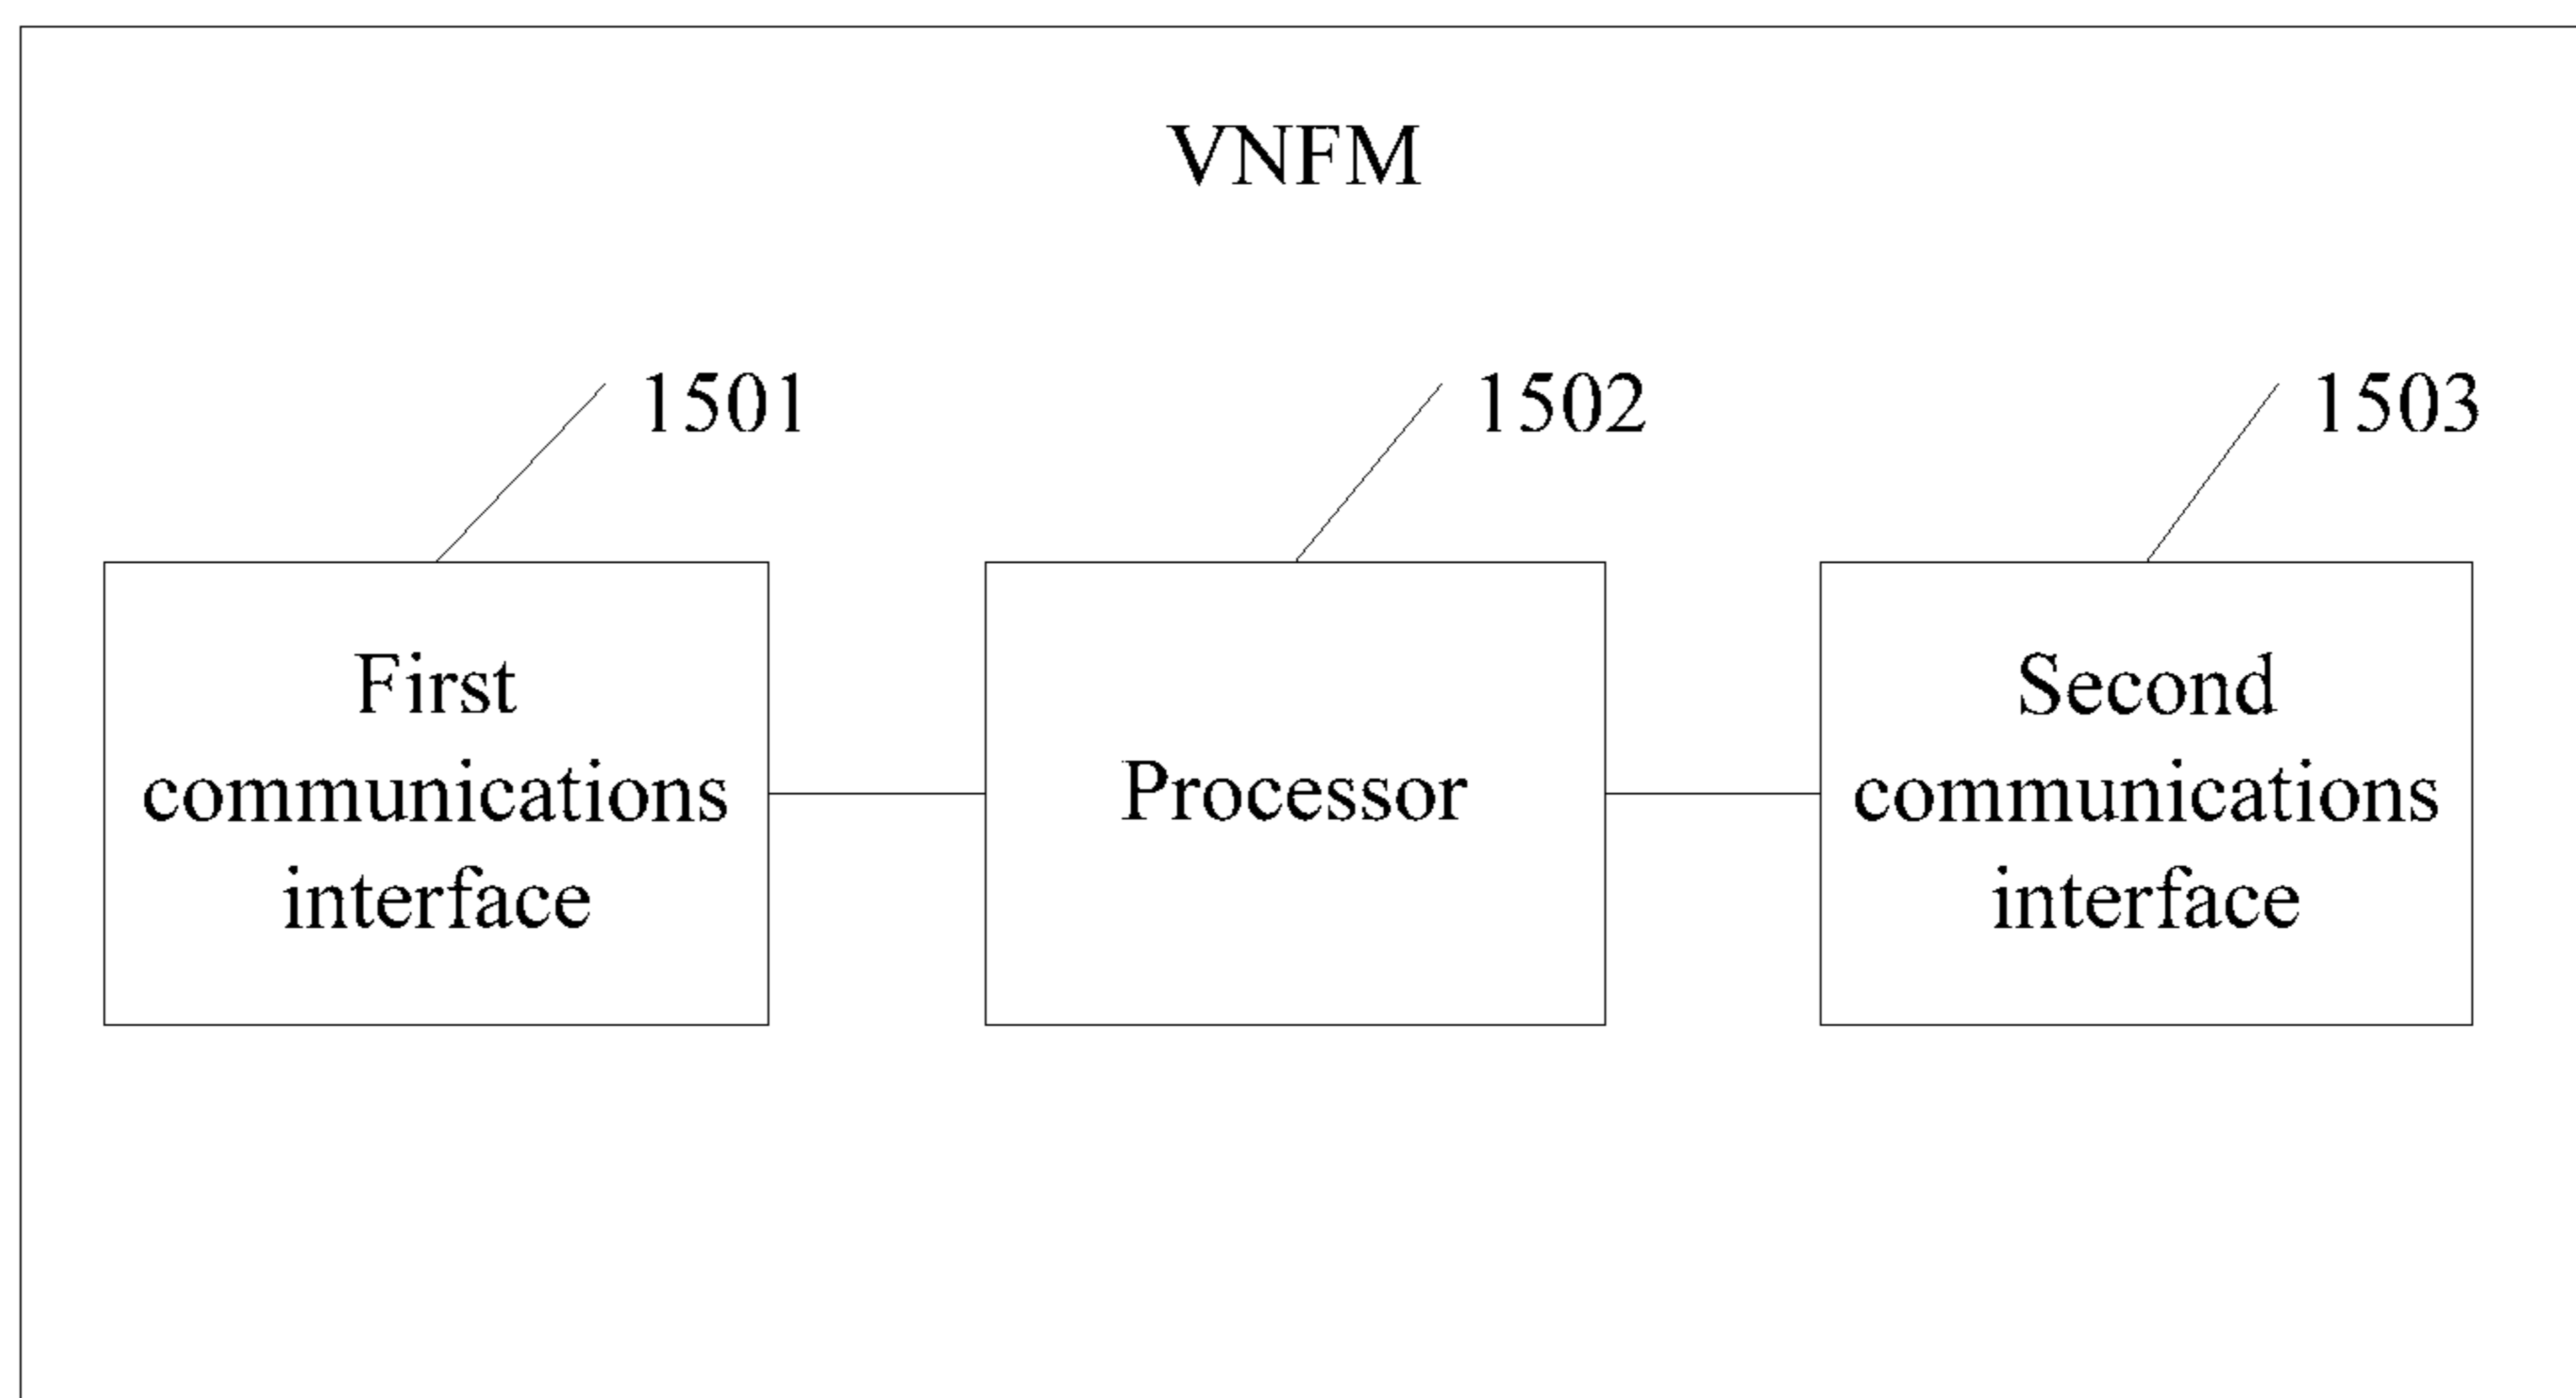 VNFM
1501
1502
1503
First
communications
interface
Processor
Second
communications
interface